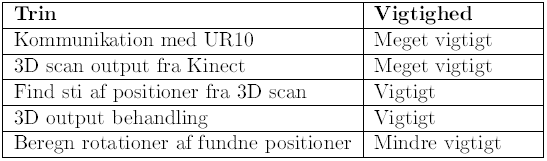 Trin Vigtighed
Kommunikation med UR10 Meget vigtigt
3D scan output fra Kinect Meget vigtigt
Find sti af positioner fra 3D scan Vigtigt
3D output behandling Vigtigt
Beregn rotationer af fundne positioner Mindre vigtigt